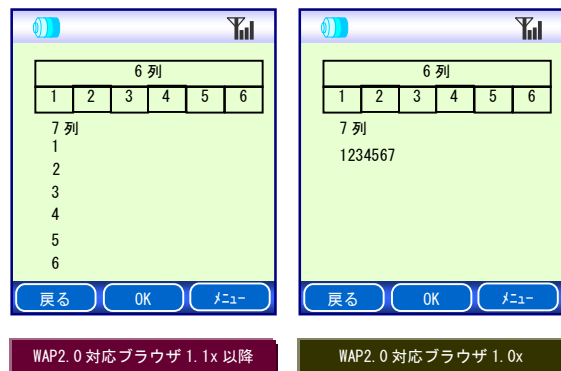 6 列
1 2 3 4 5 6
7 列
1
2
3
4
5
6
戻る OK ﾒﾆｭｰ
WAP2.0 対応ブラウザ 1.1x 以降
6 列
1 2 3 4 5 6
7 列
1234567
戻る OK ﾒﾆｭｰ
WAP2.0 対応ブラウザ 1.0x